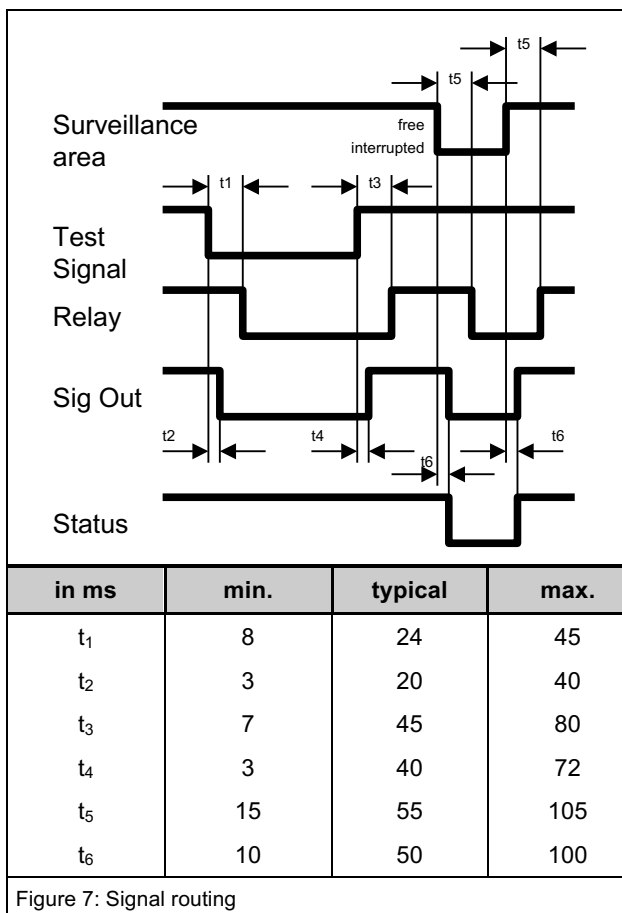 t5
t5
Surveillance
area
free
interrupted
t1
t3
Test
Signal
Relay
Sig Out
t2
t4
t6
t6
Status
in ms min. typical max.
t₁ 8 24 45
t₂ 3 20 40
t₃ 7 45 80
t₄ 3 40 72
t₅ 15 55 105
t₆ 10 50 100
Figure 7: Signal routing